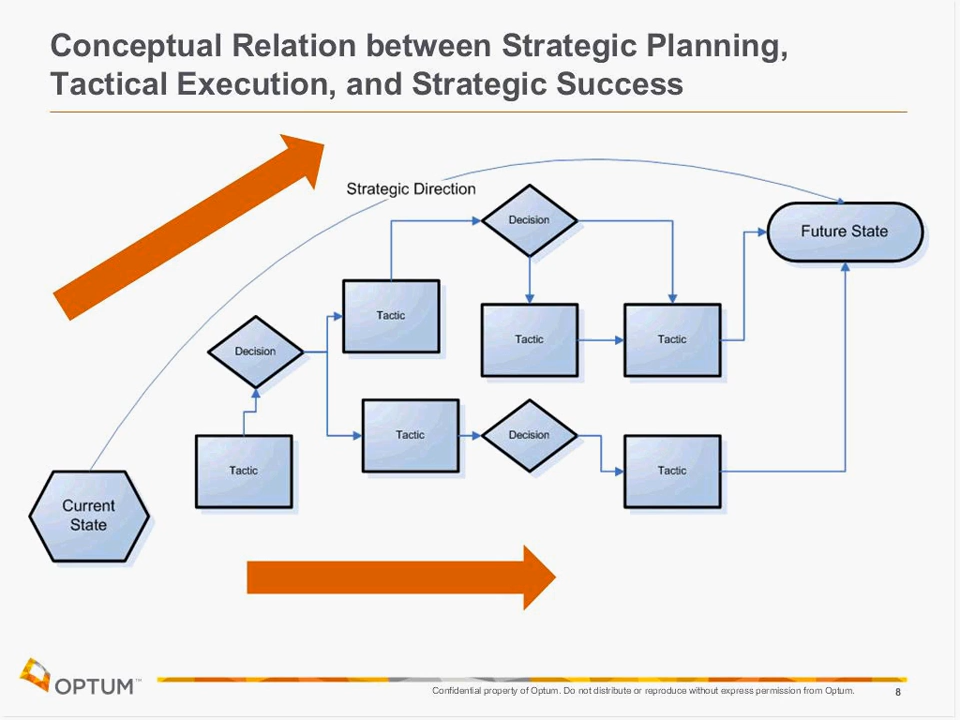 Conceptual Relation between Strategic Planning,
Tactical Execution, and Strategic Success
Strategic Direction
Decision
Future State
Tactic
Tactic
Tactic
Decision
Tactic
Decision
Tactic
Tactic
Current
State
OPTUM™
Confidential property of Optum. Do not distribute or reproduce without express permission from Optum.
8